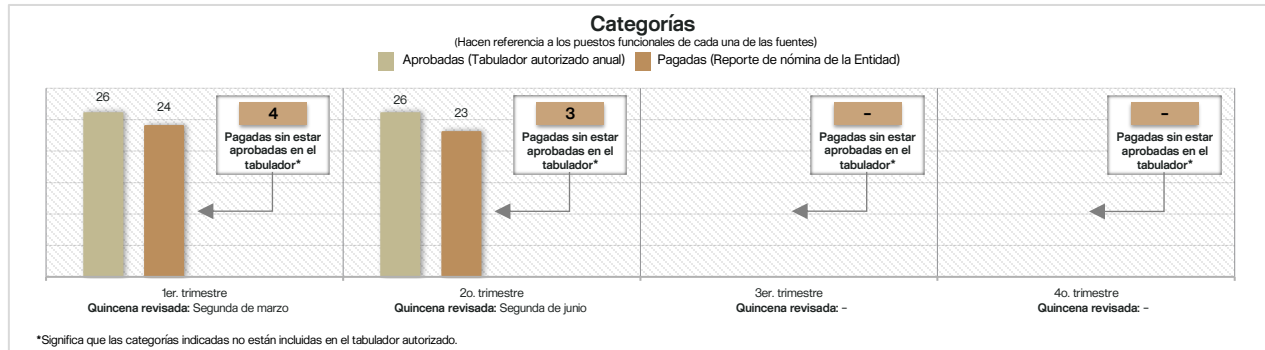 Categorías
(Hacen referencia a los puestos funcionales de cada una de las fuentes)
Aprobadas (Tabulador autorizado anual)
Pagadas (Reporte de nómina de la Entidad)
26
24
4
Pagadas sin estar
aprobadas en el
tabulador*
26
23
3
Pagadas sin estar
aprobadas en el
tabulador*
–
Pagadas sin estar
aprobadas en el
tabulador*
–
Pagadas sin estar
aprobadas en el
tabulador*
1er. trimestre
Quincena revisada: Segunda de marzo
2o. trimestre
Quincena revisada: Segunda de junio
3er. trimestre
Quincena revisada: –
4o. trimestre
Quincena revisada: –
*Significa que las categorías indicadas no están incluidas en el tabulador autorizado.